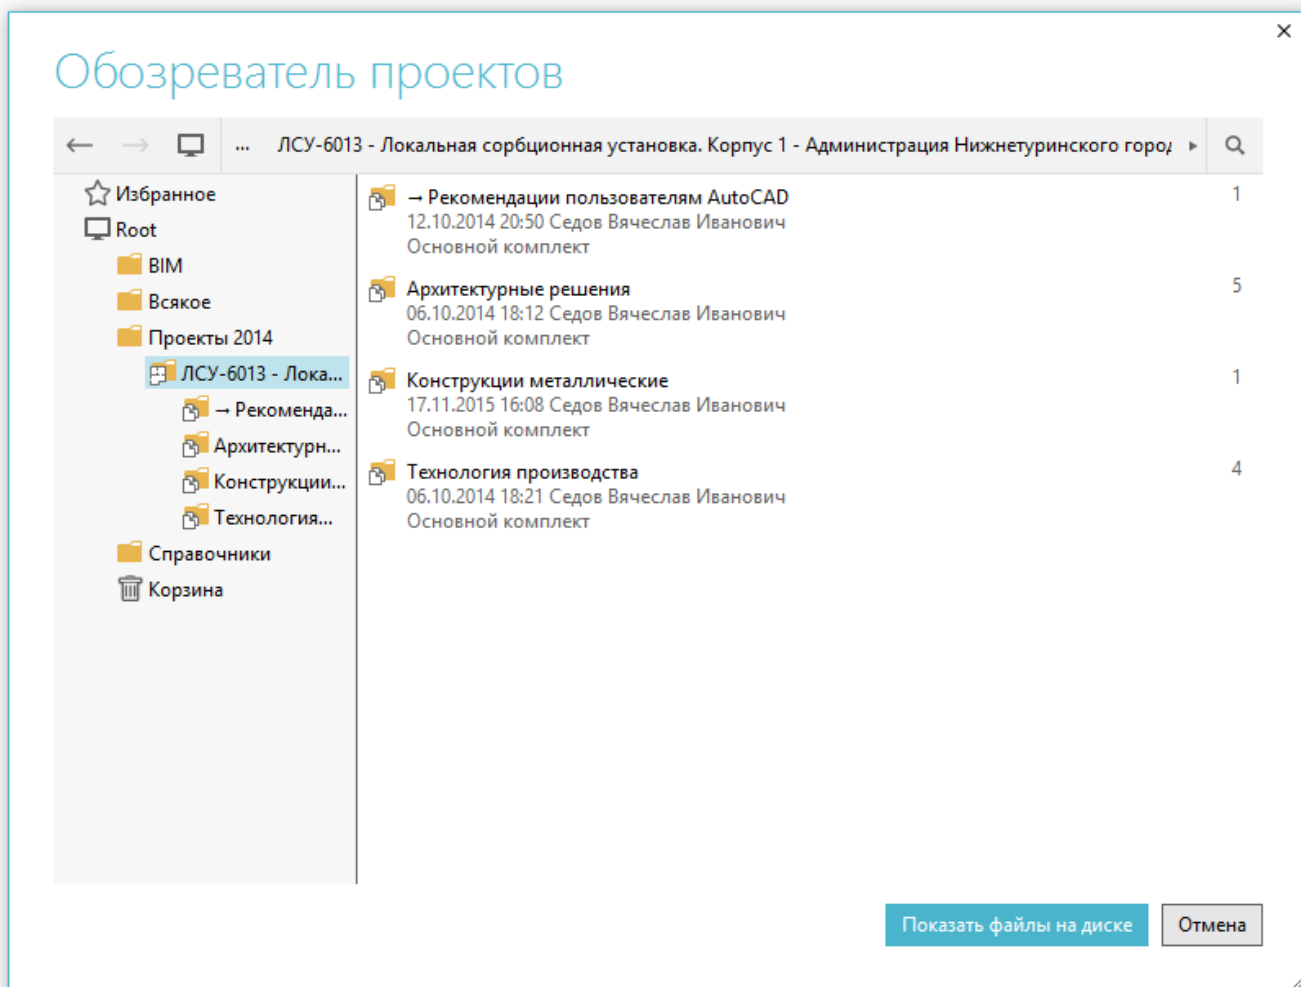 Обозреватель проектов
... ЛСУ-6013 - Локальная сорбционная установка. Корпус 1 - Администрация Нижнетуринского город
Избранное
Root
BIM
Всякое
Проекты 2014
ЛСУ-6013 - Лока...
→ Рекоменда...
Архитектурн...
Конструкции...
Технология...
Справочники
Корзина
→ Рекомендации пользователям AutoCAD 1
12.10.2014 20:50 Седов Вячеслав Иванович
Основной комплект
Архитектурные решения 5
06.10.2014 18:12 Седов Вячеслав Иванович
Основной комплект
Конструкции металлические 1
17.11.2015 16:08 Седов Вячеслав Иванович
Основной комплект
Технология производства 4
06.10.2014 18:21 Седов Вячеслав Иванович
Основной комплект
Показать файлы на диске Отмена